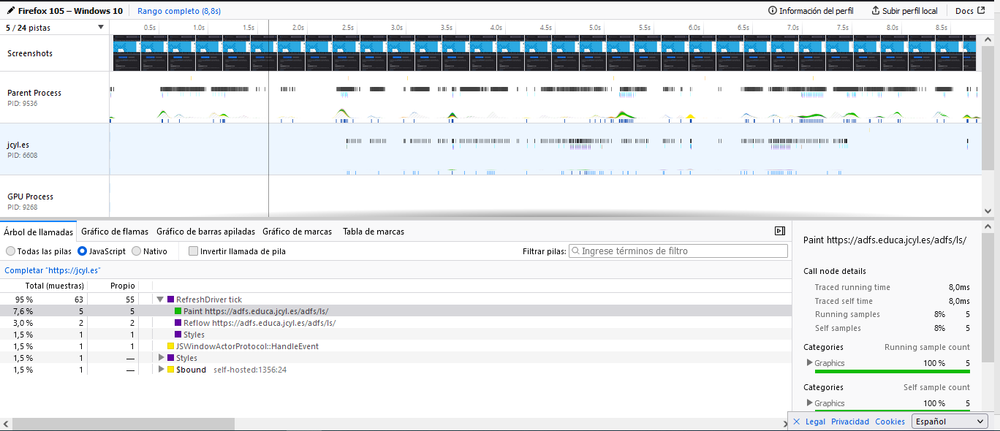 Firefox 105 – Windows 10 Rango completo (8,8s) Información del perfil Subir perfil local Docs
5 / 24 pistas 0.5s 1.0s 1.5s 2.0s 2.5s 3.0s 3.5s 4.0s 4.5s 5.0s 5.5s 6.0s 6.5s 7.0s 7.5s 8.0s 8.5s
Screenshots
Parent Process
PID: 9536
jcyl.es
PID: 6608
GPU Process
PID: 9268
Árbol de llamadas Gráfico de flamas Gráfico de barras apiladas Gráfico de marcas Tabla de marcas
Todas las pilas JavaScript Nativo Invertir llamada de pila Filtrar pilas: Ingrese términos de filtro
Completar "https://jcyl.es"
Total (muestras) Propio
95 % 63 55 RefreshDriver tick
7,6 % 5 5 Paint https://adfs.educa.jcyl.es/adfs/ls/
3,0 % 2 2 Reflow https://adfs.educa.jcyl.es/adfs/ls/
1,5 % 1 1 Styles
1,5 % 1 1 JSWindowActorProtocol::HandleEvent
1,5 % 1 — Styles
1,5 % 1 — $bound self-hosted:1356:24
Paint https://adfs.educa.jcyl.es/adfs/ls/
Call node details
Traced running time 8,0ms
Traced self time 8,0ms
Running samples 8% 5
Self samples 8% 5
Categories Running sample count
Graphics 100 % 5
Categories Self sample count
Graphics 100 % 5
Legal Privacidad Cookies Español